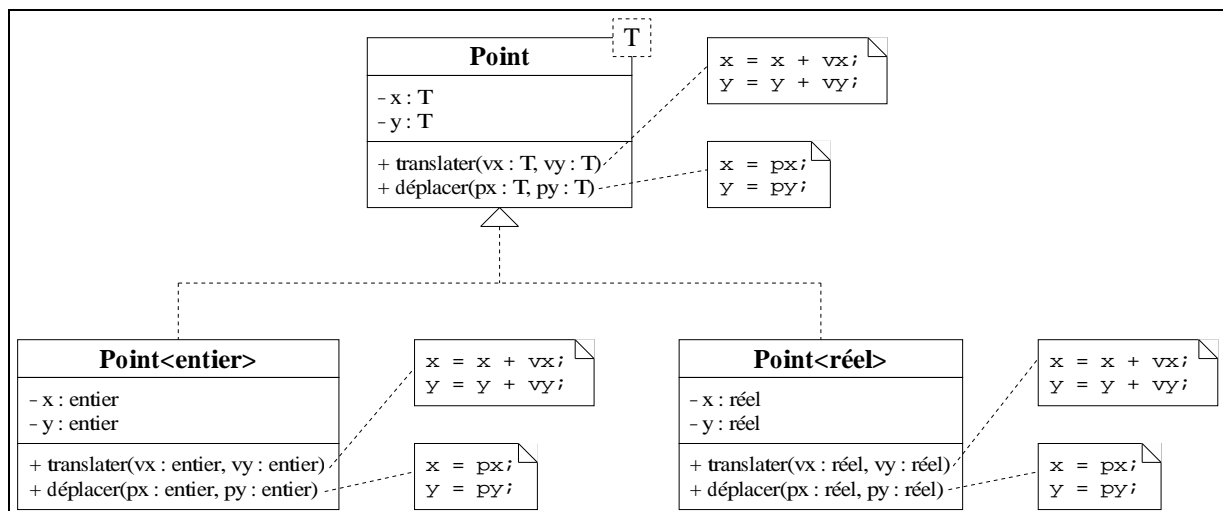 T
Point
- x : T
- y : T
+ translater(vx : T, vy : T)
+ déplacer(px : T, py : T)
x = x + vx;
y = y + vy;
x = px;
y = py;
Point<entier>
- x : entier
- y : entier
+ translater(vx : entier, vy : entier)
+ déplacer(px : entier, py : entier)
x = x + vx;
y = y + vy;
x = px;
y = py;
Point<réel>
- x : réel
- y : réel
+ translater(vx : réel, vy : réel)
+ déplacer(px : réel, py : réel)
x = x + vx;
y = y + vy;
x = px;
y = py;